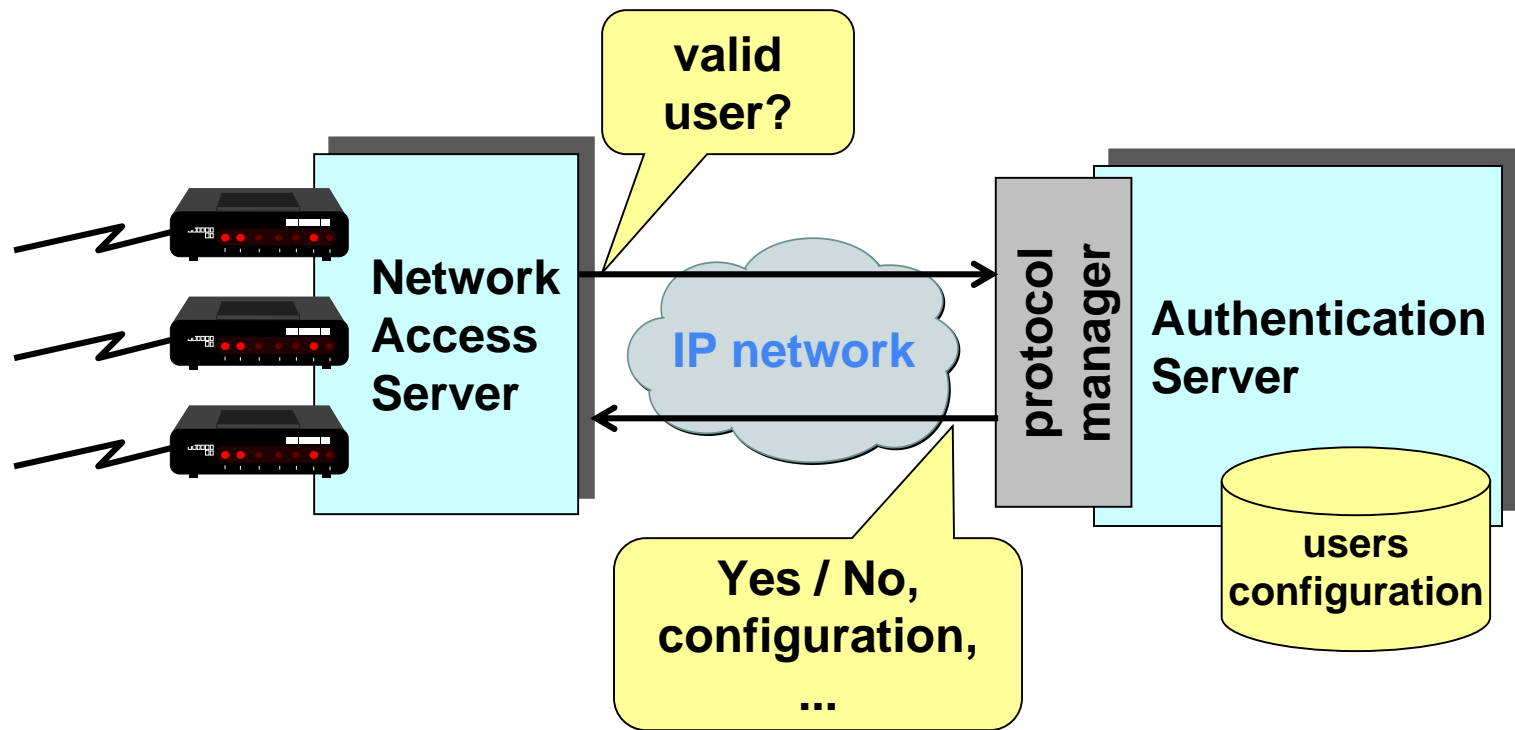 valid
user?
Network
Access
Server
IP network
protocol
manager
Authentication
Server
users
configuration
Yes / No,
configuration,
...